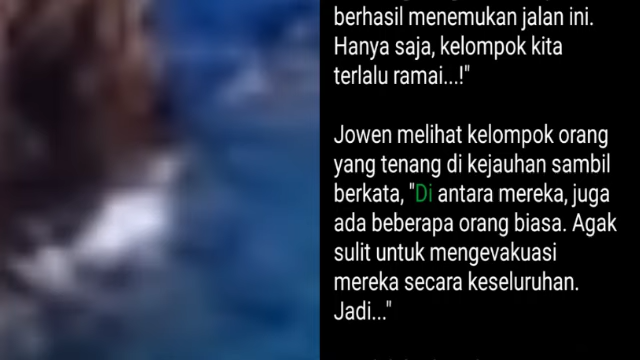 berhasil menemukan jalan ini.
Hanya saja, kelompok kita
terlalu ramai...!"
Jowen melihat kelompok orang
yang tenang di kejauhan sambil
berkata, "Di antara mereka, juga
ada beberapa orang biasa. Agak
sulit untuk mengevakuasi
mereka secara keseluruhan.
Jadi..."